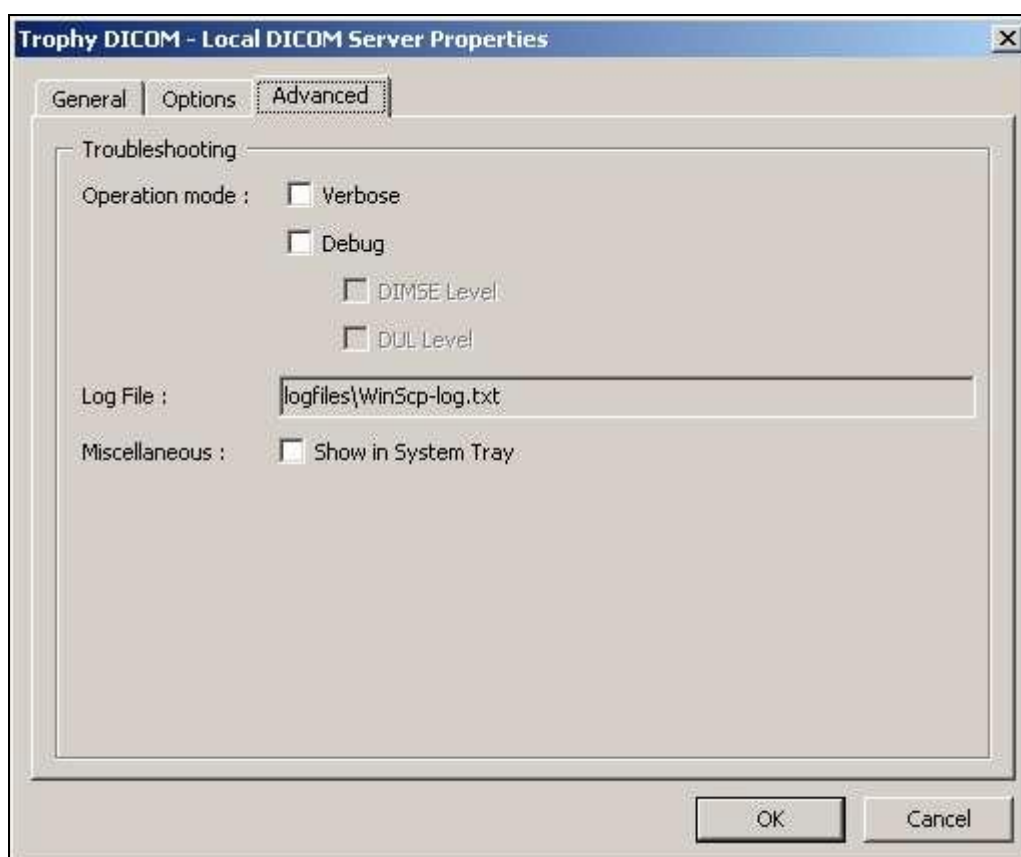 Trophy DICOM - Local DICOM Server Properties
General Options Advanced
Troubleshooting
Operation mode : Verbose
Debug
DIMSE Level
DUL Level
Log File : logfiles\WinScp-log.txt
Miscellaneous : Show in System Tray
OK Cancel